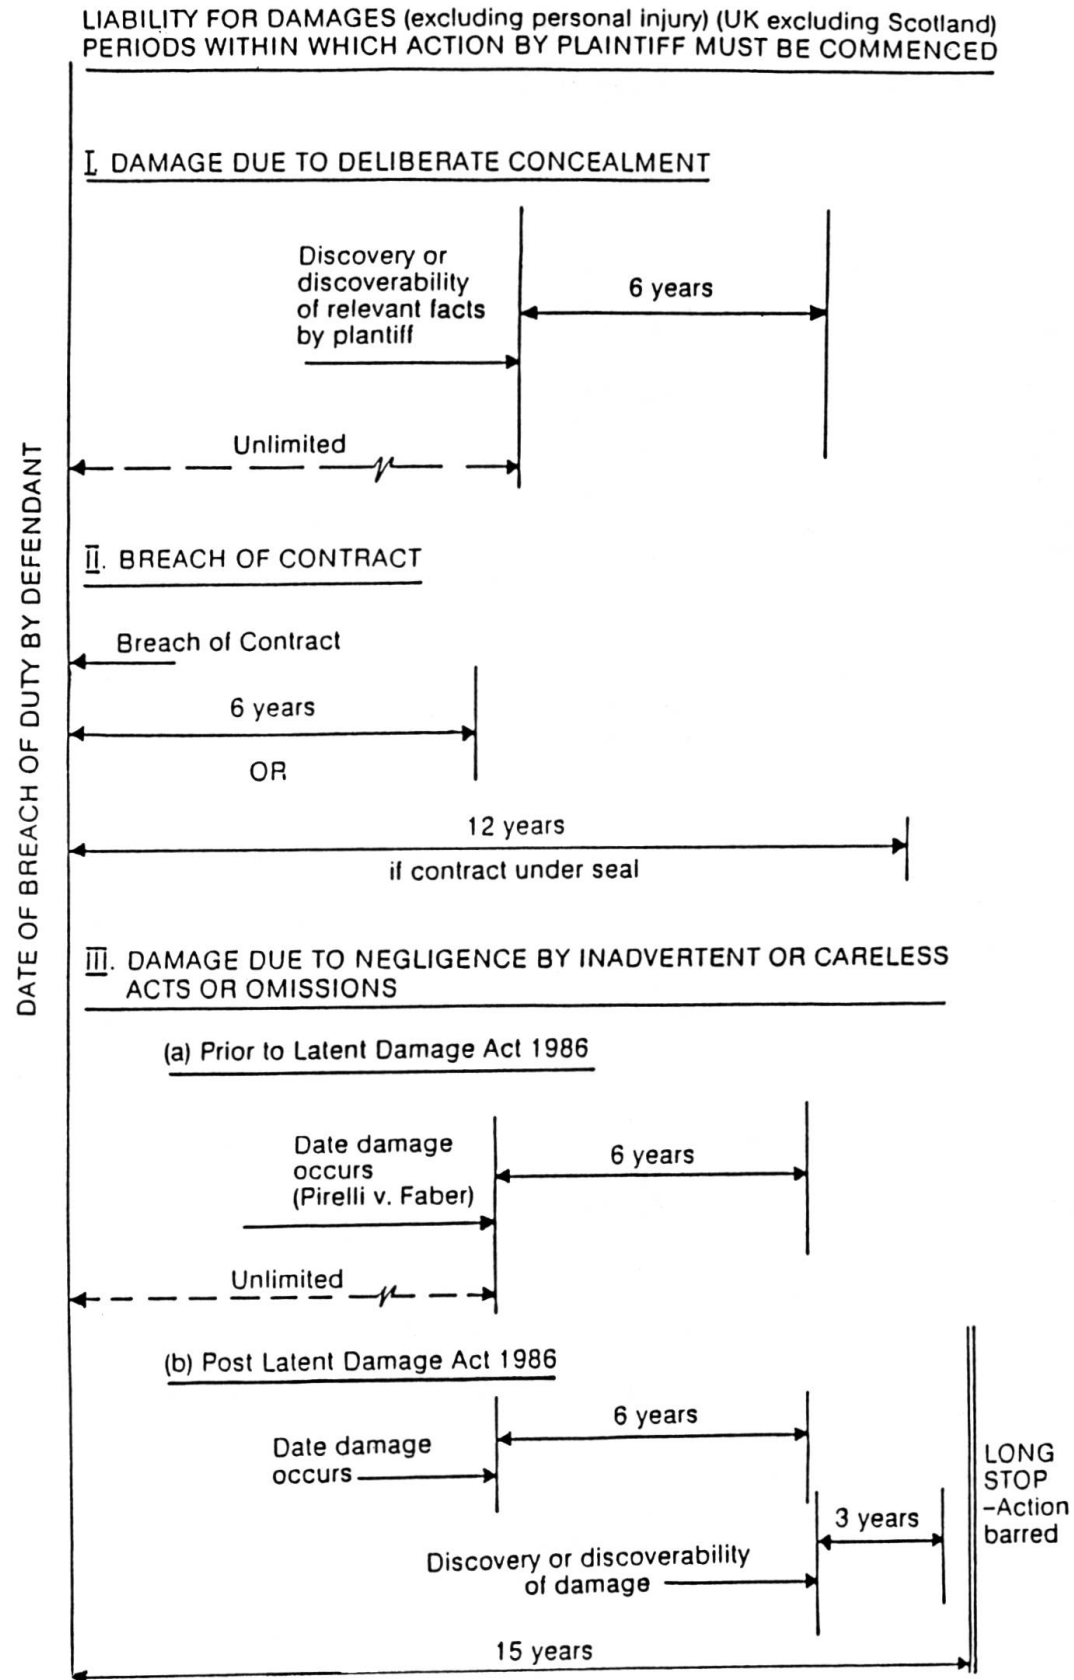 LIABILITY FOR DAMAGES (excluding personal injury) (UK excluding Scotland)
PERIODS WITHIN WHICH ACTION BY PLAINTIFF MUST BE COMMENCED
DATE OF BREACH OF DUTY BY DEFENDANT
I. DAMAGE DUE TO DELIBERATE CONCEALMENT
Discovery or
discoverability
of relevant facts
by plantiff
6 years
Unlimited
II. BREACH OF CONTRACT
Breach of Contract
6 years
OR
12 years
if contract under seal
III. DAMAGE DUE TO NEGLIGENCE BY INADVERTENT OR CARELESS
ACTS OR OMISSIONS
(a) Prior to Latent Damage Act 1986
Date damage
occurs
(Pirelli v. Faber)
6 years
Unlimited
(b) Post Latent Damage Act 1986
6 years
Date damage
occurs
LONG
STOP
–Action
barred
3 years
Discovery or discoverability
of damage
15 years